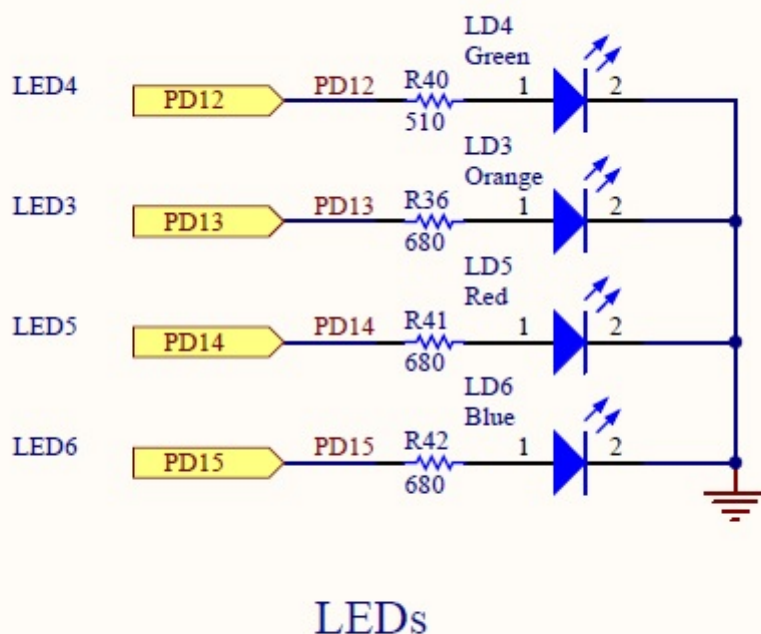 LD4
Green
LED4 PD12 PD12 R40 1 2
510
LD3
Orange
LED3 PD13 PD13 R36 1 2
680
LD5
Red
LED5 PD14 PD14 R41 1 2
680
LD6
Blue
LED6 PD15 PD15 R42 1 2
680
LEDs